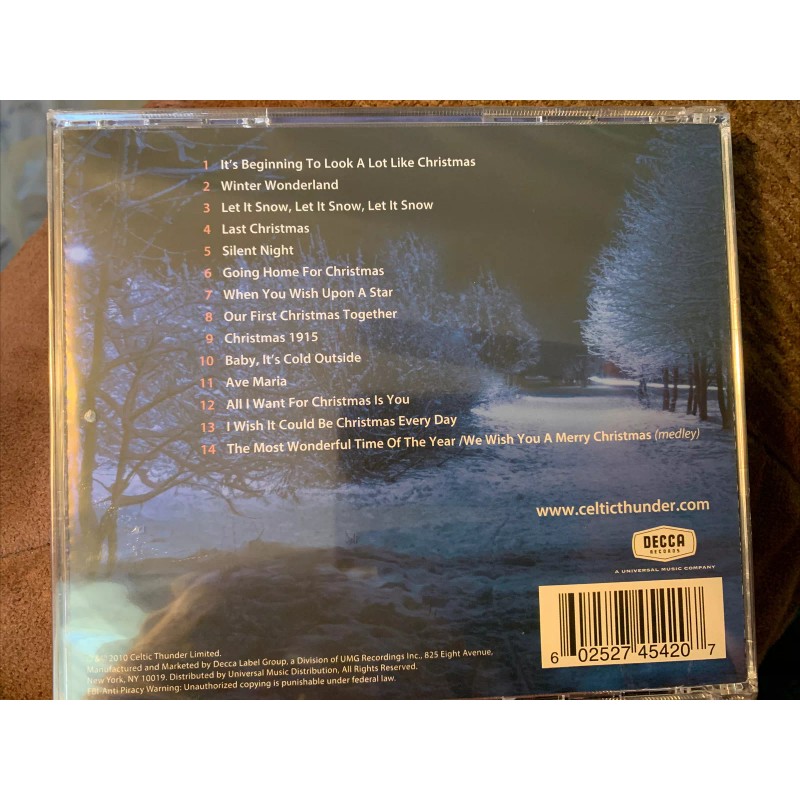 1 It's Beginning To Look A Lot Like Christmas
2 Winter Wonderland
3 Let It Snow, Let It Snow, Let It Snow
4 Last Christmas
5 Silent Night
6 Going Home For Christmas
7 When You Wish Upon A Star
8 Our First Christmas Together
9 Christmas 1915
10 Baby, It's Cold Outside
11 Ave Maria
12 All I Want For Christmas Is You
13 I Wish It Could Be Christmas Every Day
14 The Most Wonderful Time Of The Year /We Wish You A Merry Christmas (medley)
www.celticthunder.com
DECCA
RECORDS
A UNIVERSAL MUSIC COMPANY
2010 Celtic Thunder Limited.
Manufactured and Marketed by Decca Label Group, a Division of UMG Recordings Inc., 825 Eight Avenue,
New York, NY 10019. Distributed by Universal Music Distribution, All Rights Reserved.
FBI Anti Piracy Warning: Unauthorized copying is punishable under federal law.
6 02527 45420 7